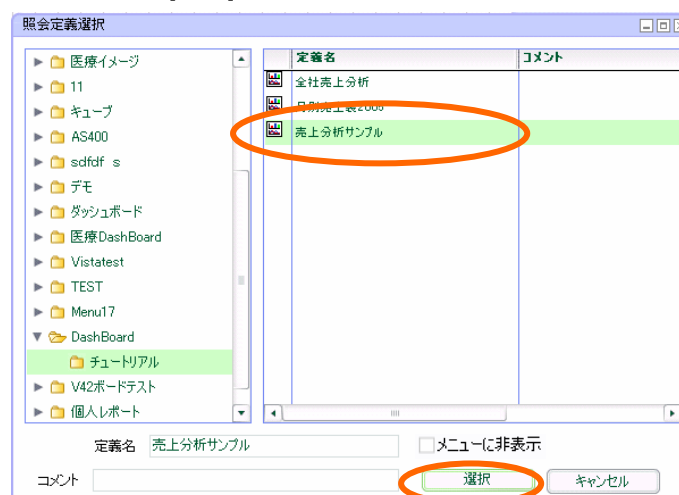 照会定義選択
医療イメージ
11
キューブ
AS400
sdfdf s
デモ
ダッシュボード
医療DashBoard
Vistatest
TEST
Menu17
DashBoard
チュートリアル
V42ボードテスト
個人レポート
定義名 コメント
全社売上分析
売上分析サンプル
定義名 売上分析サンプル メニューに非表示
コメント 選択 キャンセル